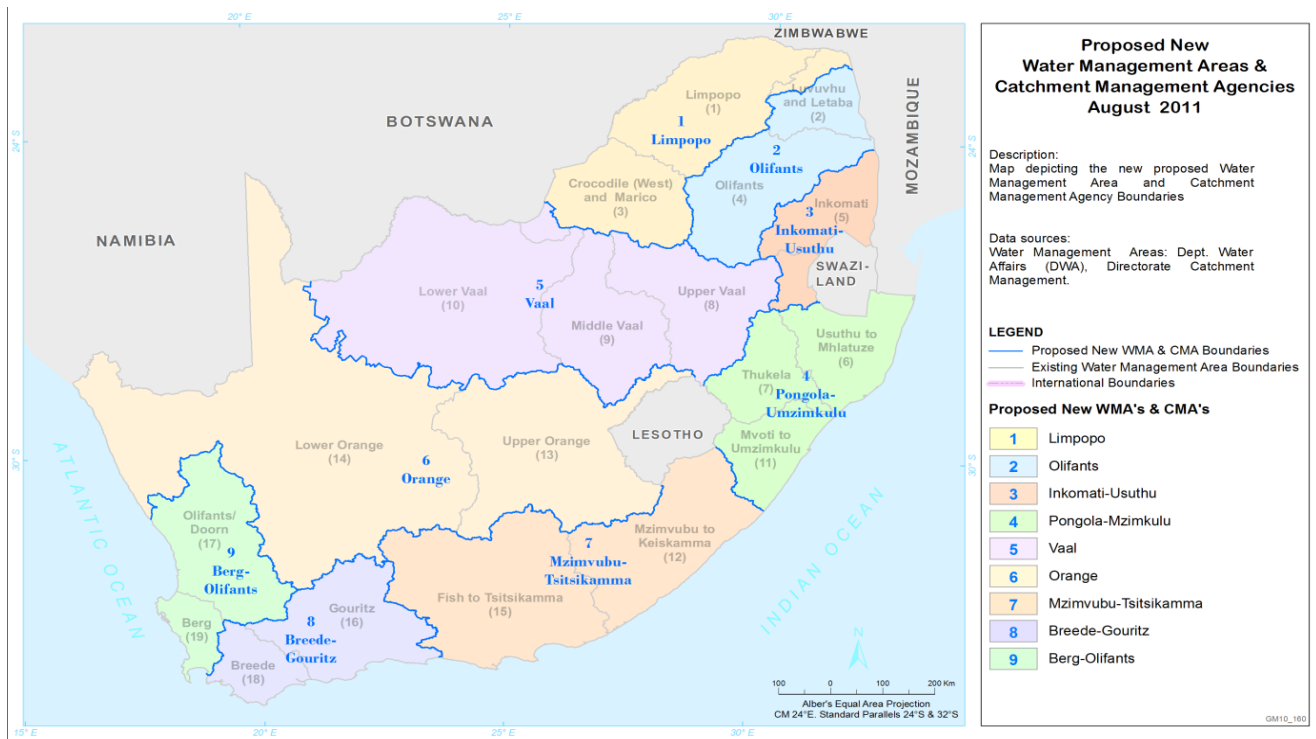 20° E
25° E
30° E
ZIMBABWE
Limpopo
(1)
Luvuvhu
and Letaba
(2)
BOTSWANA
1
Limpopo
24° S
24° S
MOZAMBIQUE
2
Olifants
Crocodile (West)
and Marico
(3)
Olifants
(4)
Inkomati
(5)
3
Inkomati-
Usuthu
NAMIBIA
SWAZI-
LAND
Lower Vaal
(10)
5
Vaal
Upper Vaal
(8)
Middle Vaal
(9)
Usuthu to
Mhlatuze
(6)
Thukela
(7)
4
Pongola-
Umzimkulu
LESOTHO
Mvoti to
Umzimkulu
(11)
Lower Orange
(14)
Upper Orange
(13)
6
Orange
30° S
30° S
ATLANTIC OCEAN
Olifants/
Doorn
(17)
9
Berg-
Olifants
Mzimvubu to
Keiskamma
(12)
7
Mzimvubu-
Tsitsikamma
INDIAN OCEAN
Fish to Tsitsikamma
(15)
Gouritz
(16)
8
Breede-
Gouritz
Berg
(19)
Breede
(18)
N
100 0 100 200 Km
Alber's Equal Area Projection
CM 24°E. Standard Parallels 24°S & 32°S
15° E
20° E
25° E
30° E
Proposed New
Water Management Areas &
Catchment Management Agencies
August 2011
Description:
Map depicting the new proposed Water
Management Area and Catchment
Management Agency Boundaries
Data sources:
Water Management Areas: Dept. Water
Affairs (DWA), Directorate Catchment
Management.
LEGEND
Proposed New WMA & CMA Boundaries
Existing Water Management Area Boundaries
International Boundaries
Proposed New WMA's & CMA's
1 Limpopo
2 Olifants
3 Inkomati-Usuthu
4 Pongola-Mzimkulu
5 Vaal
6 Orange
7 Mzimvubu-Tsitsikamma
8 Breede-Gouritz
9 Berg-Olifants
GM10_160